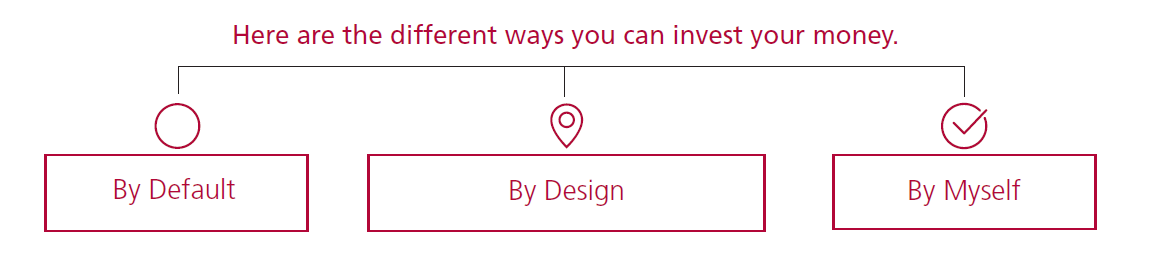 Here are the different ways you can invest your money.
By Default
By Design
By Myself